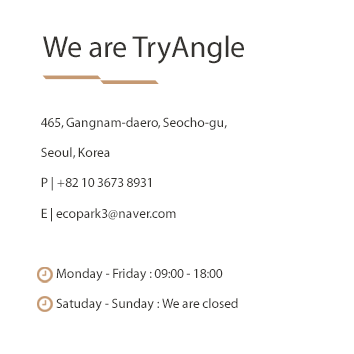 We are TryAngle
465, Gangnam-daero, Seocho-gu,
Seoul, Korea
P | +82 10 3673 8931
E | ecopark3@naver.com
Monday - Friday : 09:00 - 18:00
Satuday - Sunday : We are closed